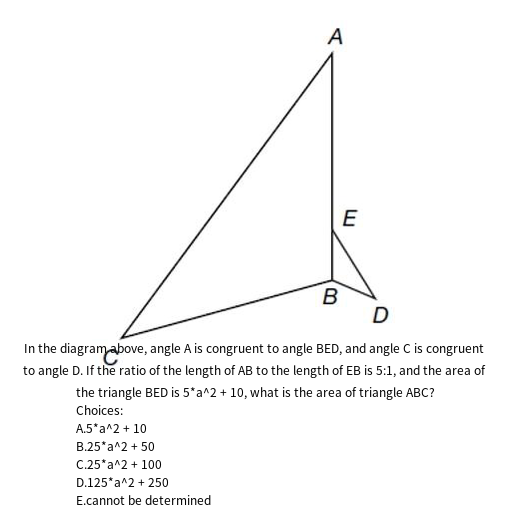 A
E
B
D
C
In the diagram above, angle A is congruent to angle BED, and angle C is congruent
to angle D. If the ratio of the length of AB to the length of EB is 5:1, and the area of
the triangle BED is 5*a^2 + 10, what is the area of triangle ABC?
Choices:
A.5*a^2 + 10
B.25*a^2 + 50
C.25*a^2 + 100
D.125*a^2 + 250
E.cannot be determined